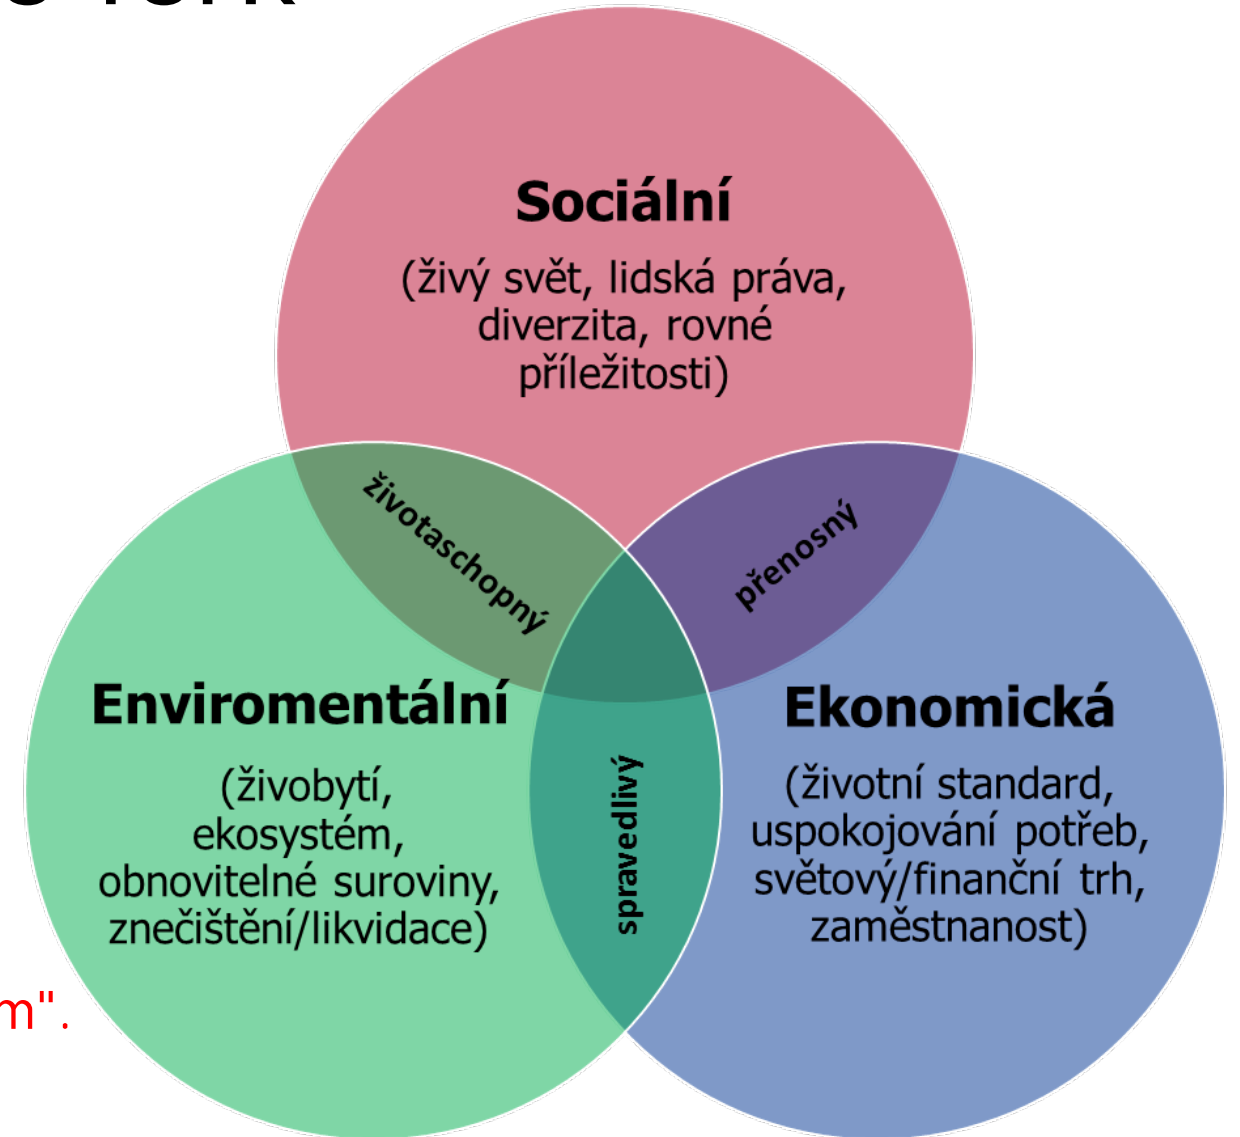 Sociální
(živý svět, lidská práva,
diverzita, rovné
příležitosti)
životaschopný
přenosný
Enviromentální
(živobytí,
ekosystém,
obnovitelné suroviny,
znečištění/likvidace)
spravedlivý
Ekonomická
(životní standard,
uspokojování potřeb,
světový/finanční trh,
zaměstnanost)
m".